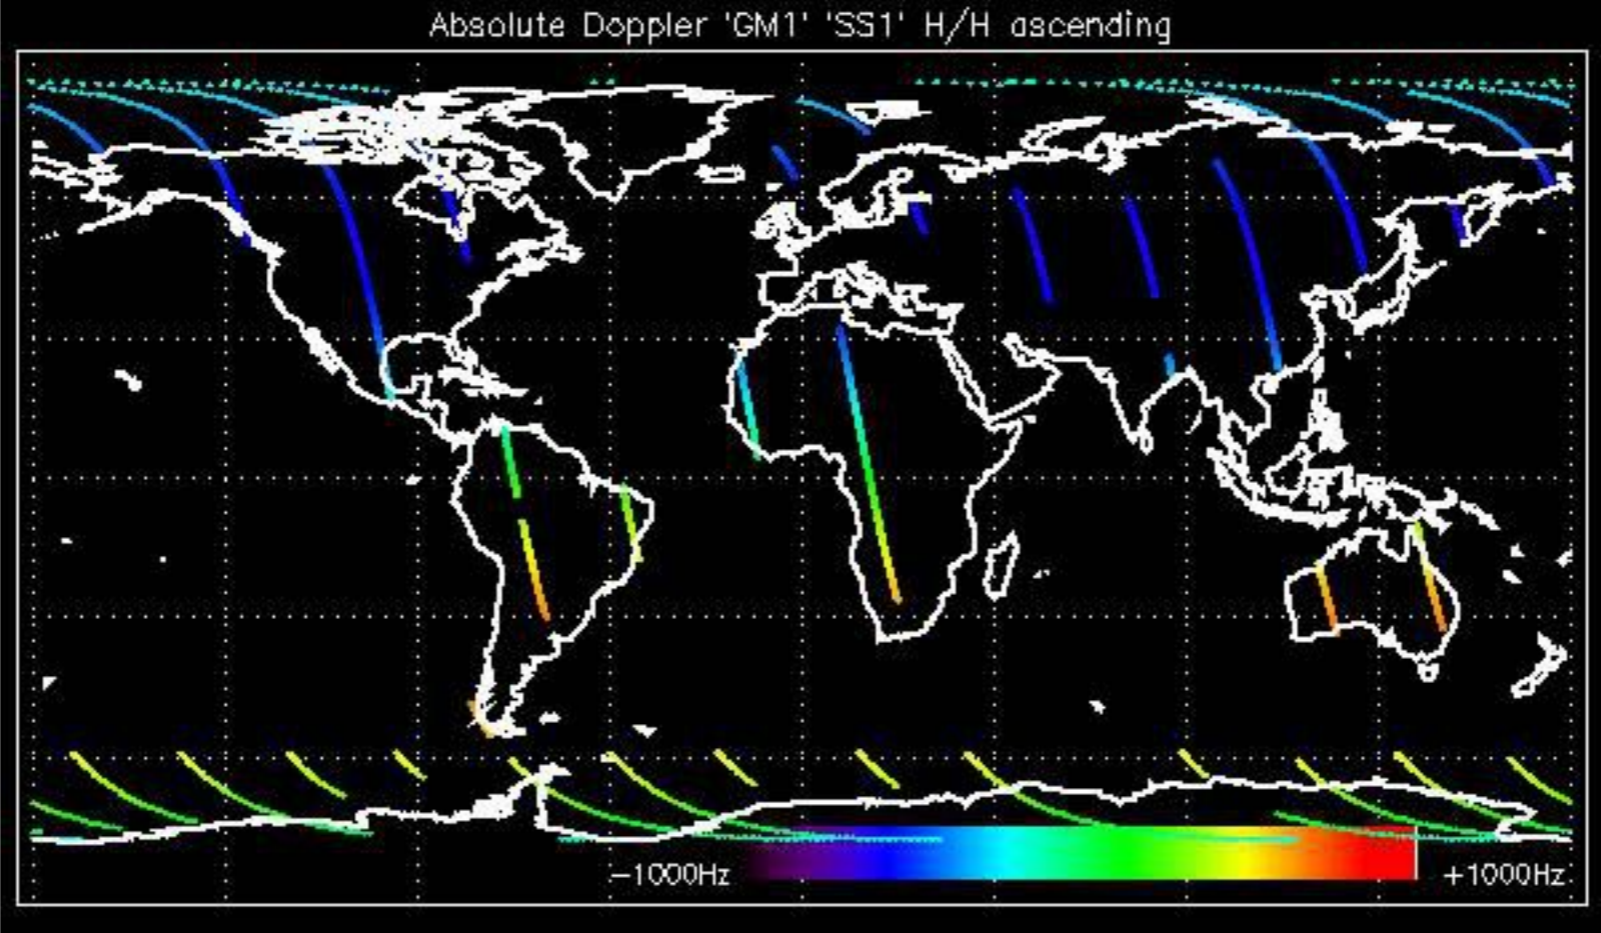 Absolute Doppler 'GM1' 'SS1' H/H ascending
−1000Hz +1000Hz